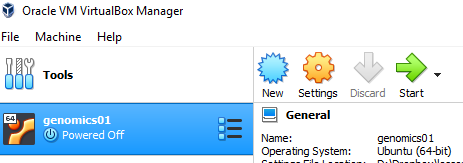 Oracle VM VirtualBox Manager
File Machine Help
Tools
New Settings Discard Start
64
genomics01
Powered Off
General
Name: genomics01
Operating System: Ubuntu (64-bit)